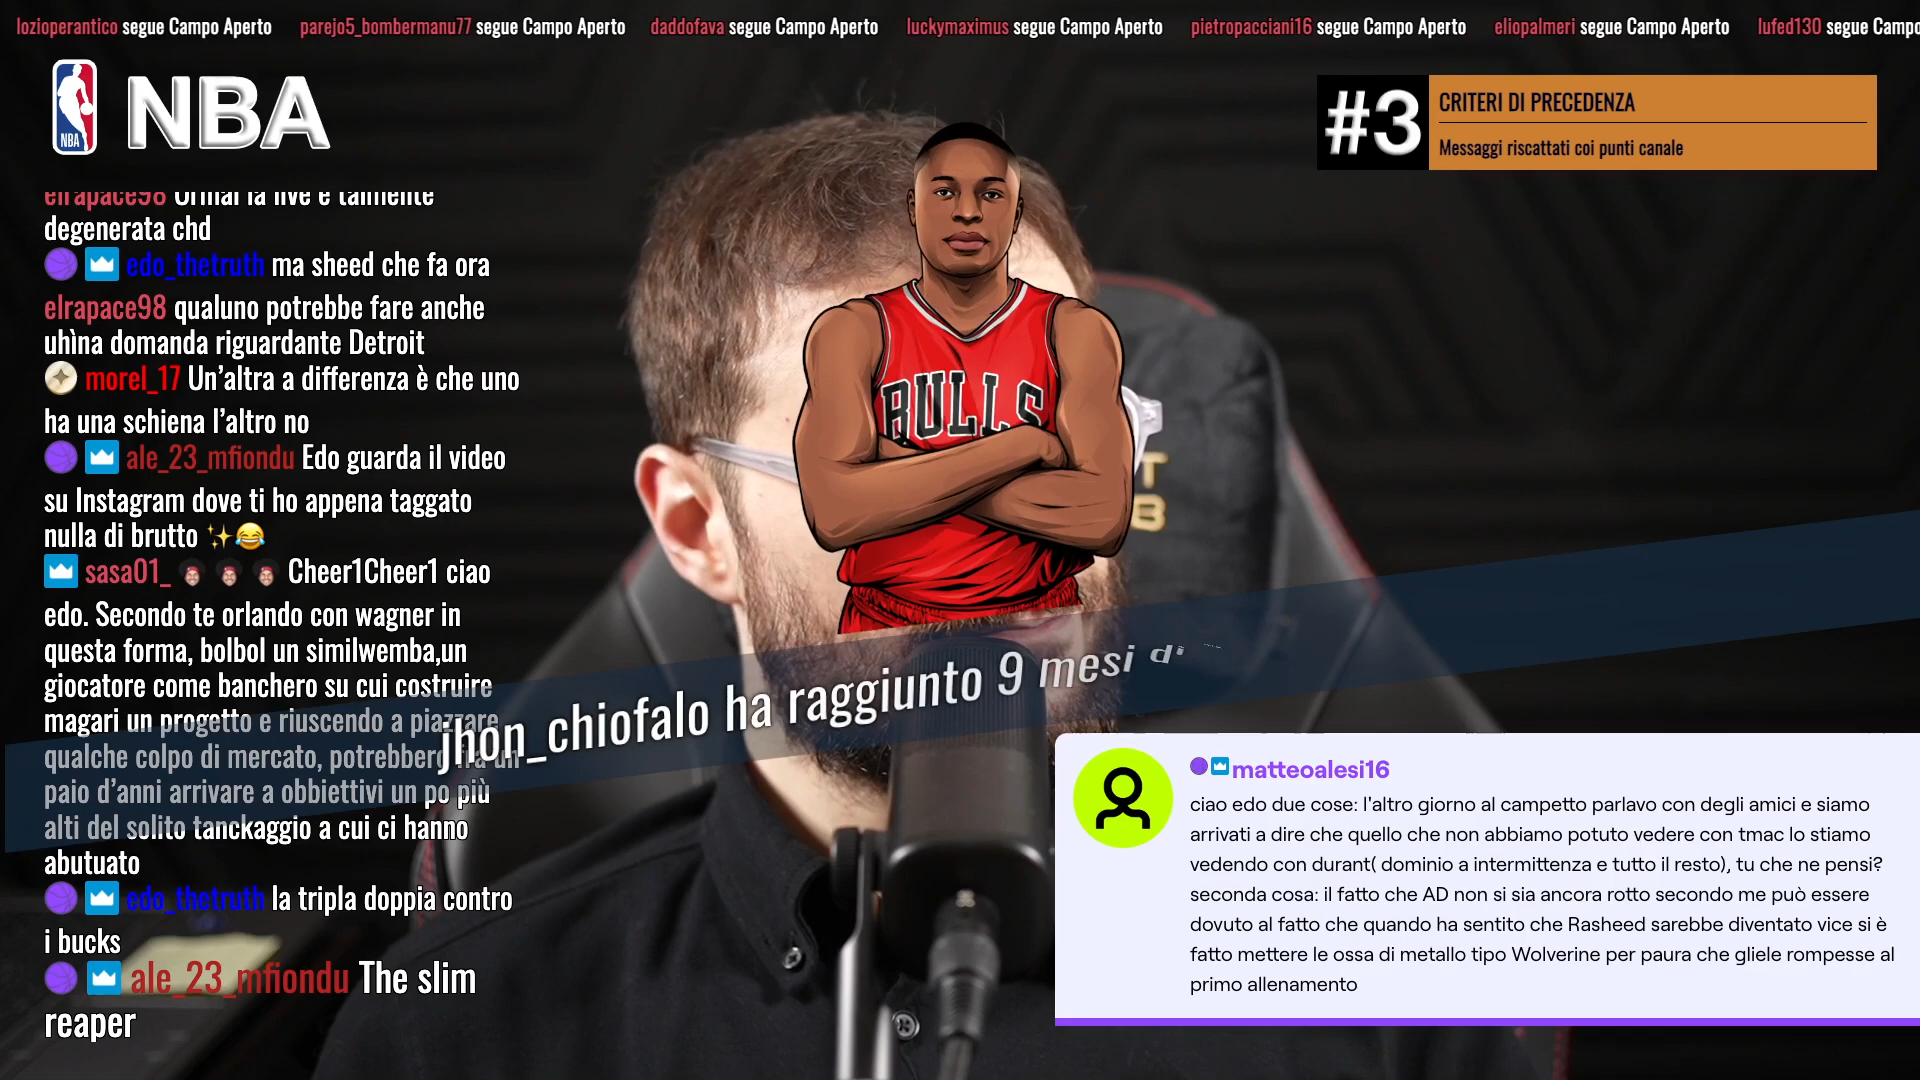 lozioperantico segue Campo Aperto parejo5_bombermanu77 segue Campo Aperto daddofava segue Campo Aperto luckymaximus segue Campo Aperto pietropacciani16 segue Campo Aperto eliopalmeri segue Campo Aperto lufed130 segue Campo
NBA NBA
#3 CRITERI DI PRECEDENZA
Messaggi riscattati coi punti canale
elrapace98 Ormai la live è talmente
degenerata chd
edo_thetruth ma sheed che fa ora
elrapace98 qualuno potrebbe fare anche
uhìna domanda riguardante Detroit
morel_17 Un’altra a differenza è che uno
ha una schiena l’altro no
ale_23_mfiondu Edo guarda il video
su Instagram dove ti ho appena taggato
nulla di brutto ✨😂
sasa01_ Cheer1Cheer1 ciao
edo. Secondo te orlando con wagner in
questa forma, bolbol un similwemba,un
giocatore come banchero su cui costruire
magari un progetto e riuscendo a piazzare
qualche colpo di mercato, potrebbero fra un
paio d’anni arrivare a obbiettivi un po più
alti del solito tanckaggio a cui ci hanno
abutuato
edo_thetruth la tripla doppia contro
i bucks
ale_23_mfiondu The slim
reaper
BULLS
T
B
jhon_chiofalo ha raggiunto 9 mesi di
matteoalesi16
ciao edo due cose: l'altro giorno al campetto parlavo con degli amici e siamo
arrivati a dire che quello che non abbiamo potuto vedere con tmac lo stiamo
vedendo con durant( dominio a intermittenza e tutto il resto), tu che ne pensi?
seconda cosa: il fatto che AD non si sia ancora rotto secondo me può essere
dovuto al fatto che quando ha sentito che Rasheed sarebbe diventato vice si è
fatto mettere le ossa di metallo tipo Wolverine per paura che gliele rompesse al
primo allenamento